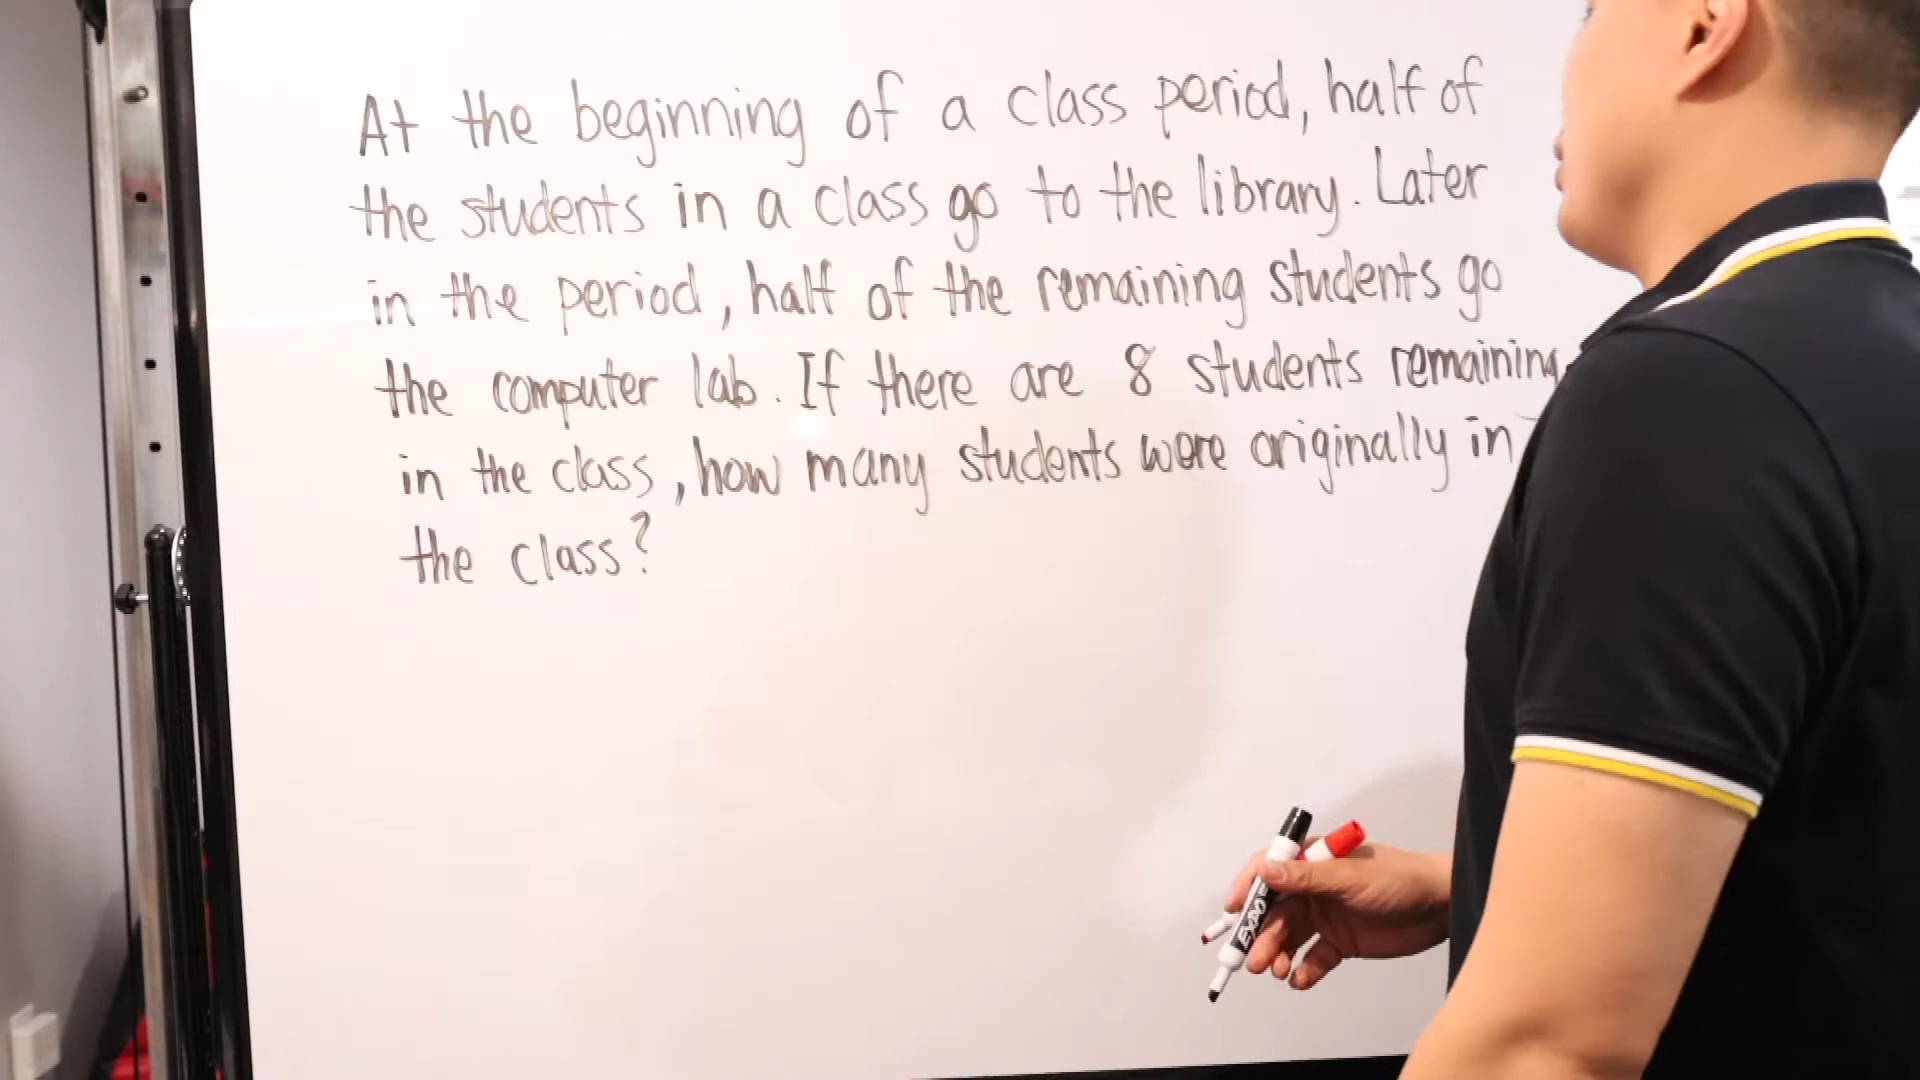 At the beginning of a class period, half of
the students in a class go to the library. Later
in the period, half of the remaining students go
the computer lab. If there are 8 students remaining
in the class, how many students were originally in
the class?
EXPO